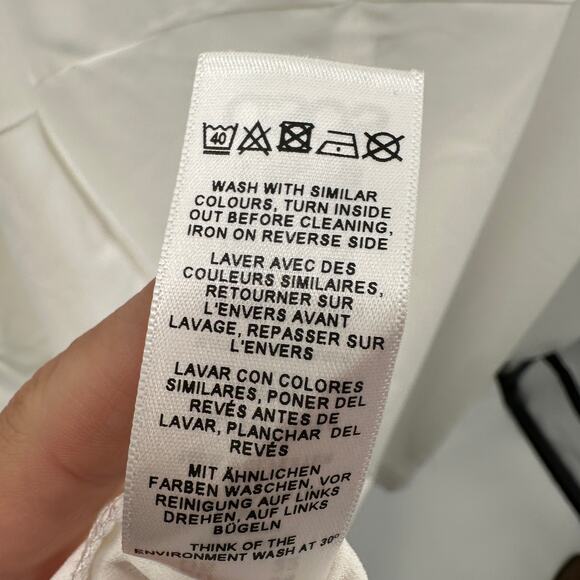 40
WASH WITH SIMILAR
COLOURS, TURN INSIDE
OUT BEFORE CLEANING,
IRON ON REVERSE SIDE
LAVER AVEC DES
COULEURS SIMILAIRES,
RETOURNER SUR
L'ENVERS AVANT
LAVAGE, REPASSER SUR
L'ENVERS
LAVAR CON COLORES
SIMILARES, PONER DEL
REVÉS ANTES DE
LAVAR, PLANCHAR DEL
REVÉS
MIT ÄHNLICHEN
FARBEN WASCHEN, VOR
REINIGUNG AUF LINKS
DREHEN, AUF LINKS
BÜGELN
THINK OF THE
ENVIRONMENT WASH AT 30º